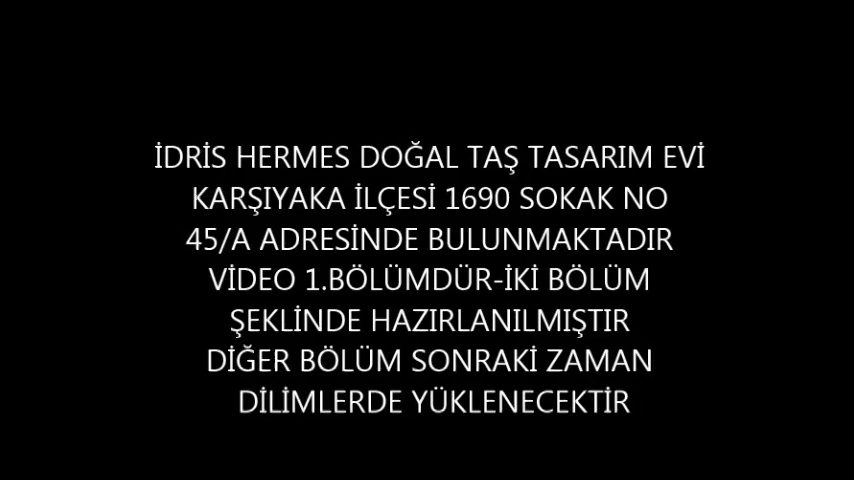 İDRİS HERMES DOĞAL TAŞ TASARIM EVİ
KARŞIYAKA İLÇESİ 1690 SOKAK NO
45/A ADRESİNDE BULUNMAKTADIR
VİDEO 1.BÖLÜMDÜR-İKİ BÖLÜM
ŞEKLİNDE HAZIRLANILMIŞTIR
DİĞER BÖLÜM SONRAKİ ZAMAN
DİLİMLERDE YÜKLENECEKTİR